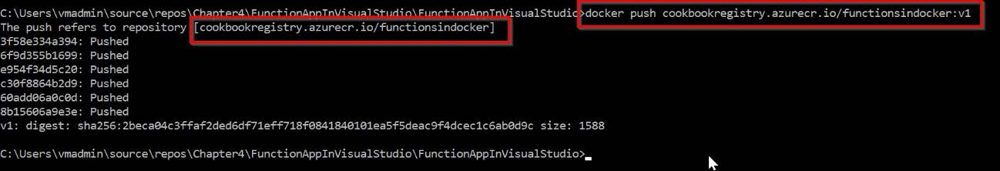 C:\Users\vmadmin\source\repos\Chapter4\FunctionAppInVisualStudio\FunctionAppInVisualStudio>docker push cookbookregistry.azurecr.io/functionsindocker:v1
The push refers to repository [cookbookregistry.azurecr.io/functionsindocker]
3f58e334a394: Pushed
6f9d355b1699: Pushed
e954f34d5c20: Pushed
c30f8864b2d9: Pushed
60add06a0c0d: Pushed
8b15606a9e3e: Pushed
v1: digest: sha256:2beca04c3ffaf2ded6df71eff718f0841840101ea5f5deac9f4dcec1c6ab0d9c size: 1588
C:\Users\vmadmin\source\repos\Chapter4\FunctionAppInVisualStudio\FunctionAppInVisualStudio>